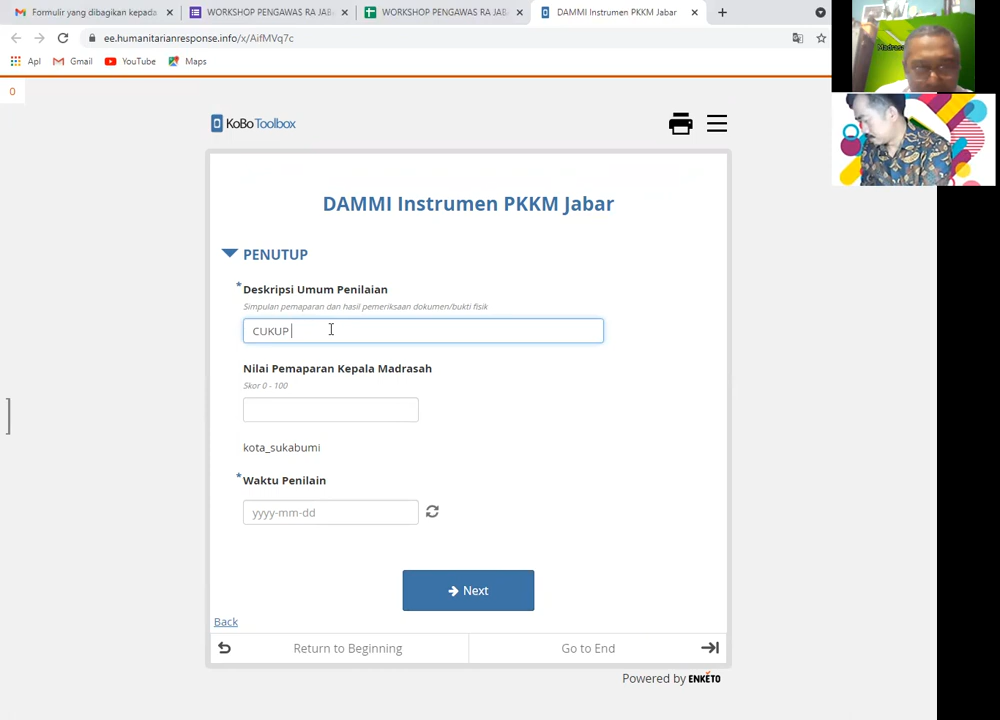 Formulir yang dibagikan kepada
WORKSHOP PENGAWAS RA JAB
WORKSHOP PENGAWAS RA JAB
DAMMI Instrumen PKKM Jabar
ee.humanitarianresponse.info/x/AifMVq7c
Apl
Gmail
YouTube
Maps
0
KoBoToolbox
DAMMI Instrumen PKKM Jabar
PENUTUP
* Deskripsi Umum Penilaian
Simpulan pemaparan dan hasil pemeriksaan dokumen/bukti fisik
CUKUP
Nilai Pemaparan Kepala Madrasah
Skor 0 - 100
kota_sukabumi
* Waktu Penilain
yyyy-mm-dd
Next
Back
Return to Beginning
Go to End
Powered by ENKETO